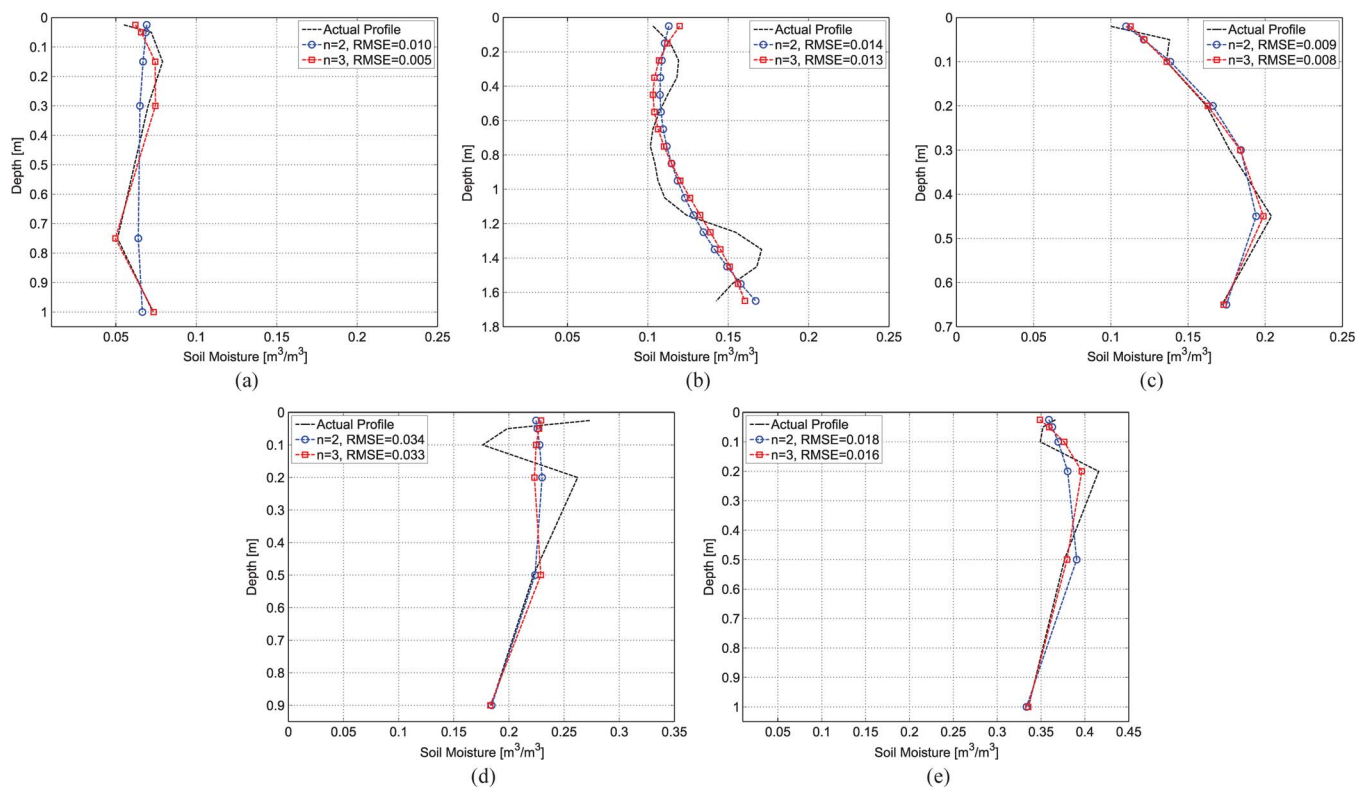 0
0.1
0.2
0.3
0.4
0.5
0.6
0.7
0.8
0.9
1
Depth [m]
Actual Profile
n=2, RMSE=0.010
n=3, RMSE=0.005
0.05
0.1
0.15
0.2
0.25
Soil Moisture [m³/m³]
(a)
0
0.2
0.4
0.6
0.8
1
1.2
1.4
1.6
1.8
Depth [m]
Actual Profile
n=2, RMSE=0.014
n=3, RMSE=0.013
0.05
0.1
0.15
0.2
0.25
Soil Moisture [m³/m³]
(b)
0
0.1
0.2
0.3
0.4
0.5
0.6
0.7
Depth [m]
Actual Profile
n=2, RMSE=0.009
n=3, RMSE=0.008
0.05
0.1
0.15
0.2
0.25
Soil Moisture [m³/m³]
(c)
0
0.1
0.2
0.3
0.4
0.5
0.6
0.7
0.8
0.9
Depth [m]
Actual Profile
n=2, RMSE=0.034
n=3, RMSE=0.033
0
0.05
0.1
0.15
0.2
0.25
0.3
0.35
Soil Moisture [m³/m³]
(d)
0
0.1
0.2
0.3
0.4
0.5
0.6
0.7
0.8
0.9
1
Depth [m]
Actual Profile
n=2, RMSE=0.018
n=3, RMSE=0.016
0.05
0.1
0.15
0.2
0.25
0.3
0.35
0.4
0.45
Soil Moisture [m³/m³]
(e)